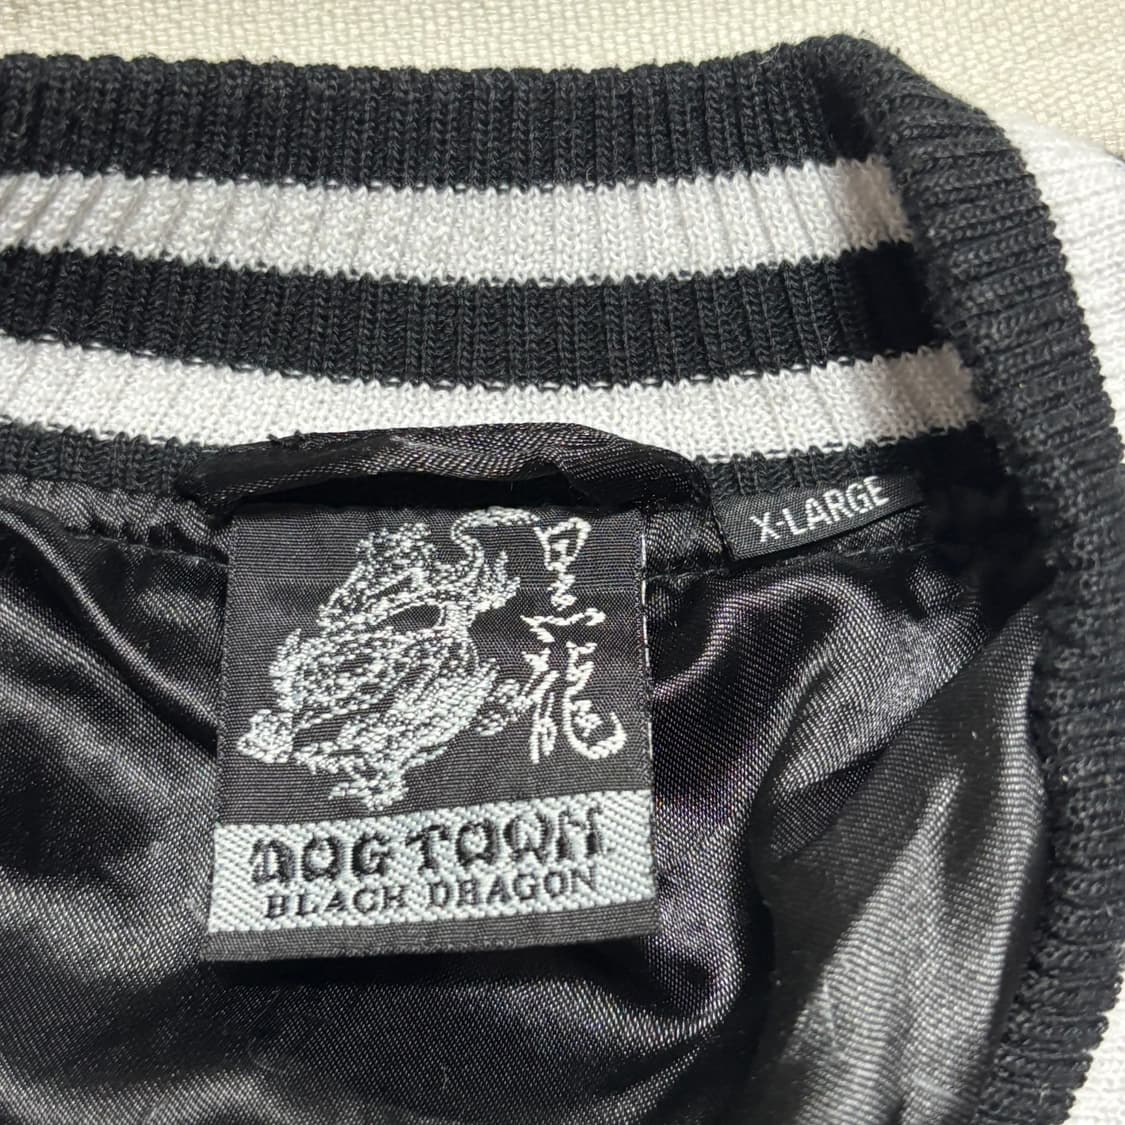 X-LARGE
黒龍
DOG TOWN
BLACK DRAGON